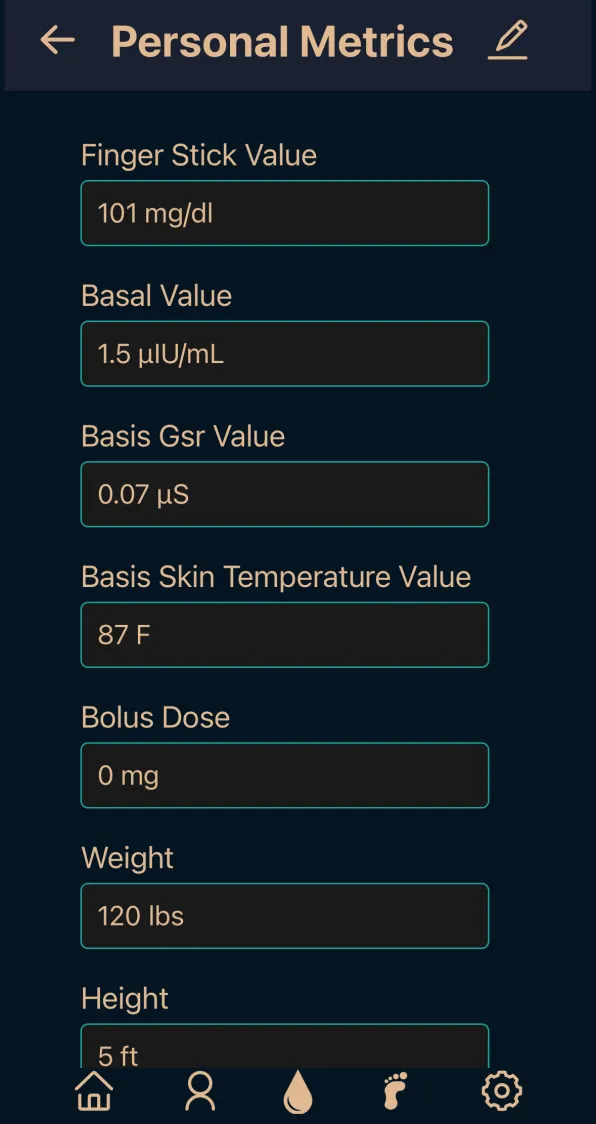 Personal Metrics
Finger Stick Value
101 mg/dl
Basal Value
1.5 µIU/mL
Basis Gsr Value
0.07 µS
Basis Skin Temperature Value
87 F
Bolus Dose
0 mg
Weight
120 lbs
Height
5 ft